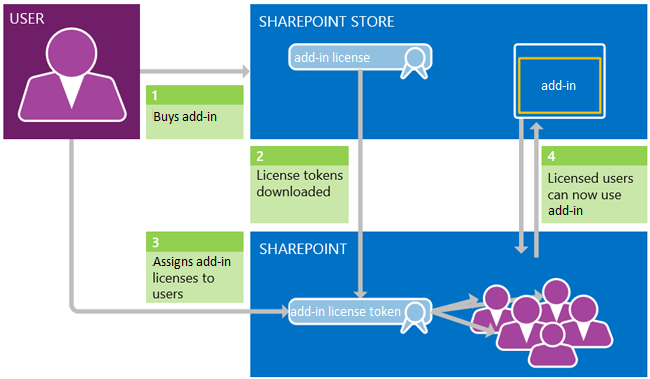 USER
SHAREPOINT STORE
add-in license
add-in
1
Buys add-in
2
License tokens
downloaded
4
Licensed users
can now use
add-in
3
Assigns add-in
licenses to
users
SHAREPOINT
add-in license token